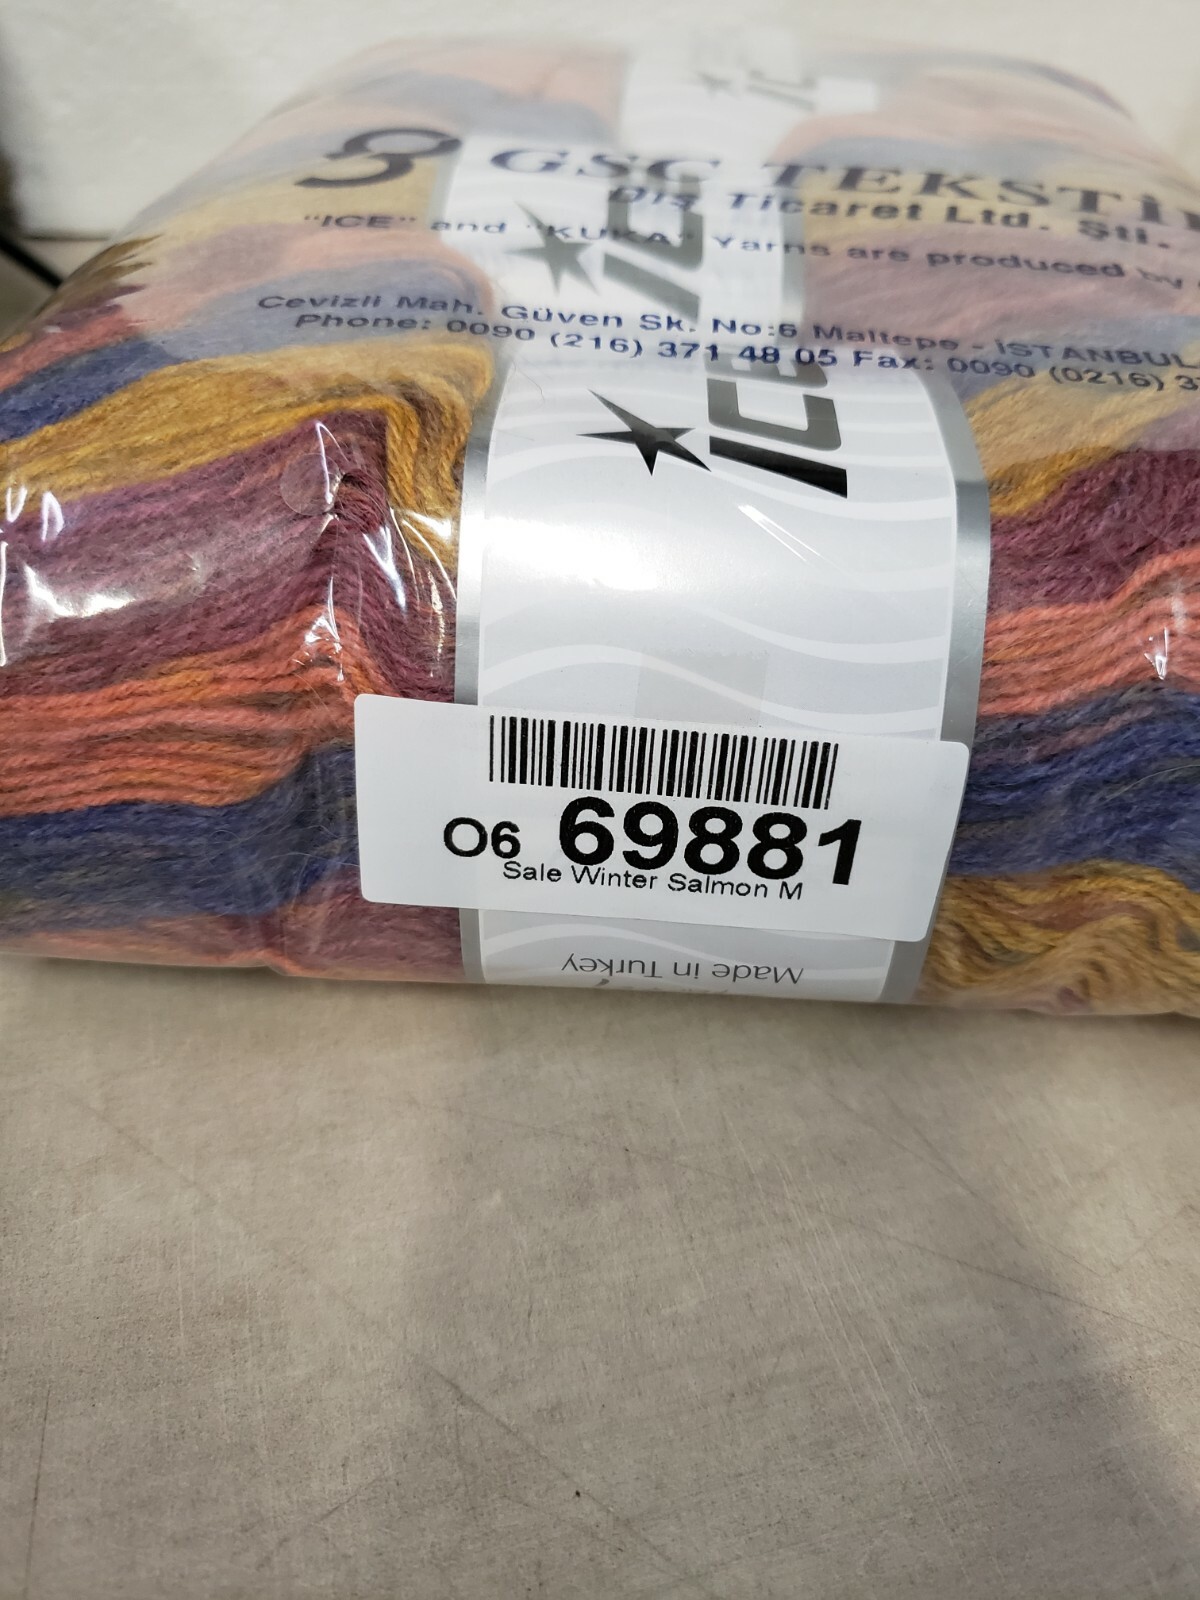 GSG TEKSTİ
Dış Ticaret Ltd. Şti.
"ICE" and "KUKA" Yarns are produced by
Cevizli Mah. Güven Sk. No:6 Maltepe - İSTANBUL
Phone: 0090 (216) 371 48 05 Fax: 0090 (0216) 3
ICE
ICE
69881
O6
Sale Winter Salmon M
Made in Turkey